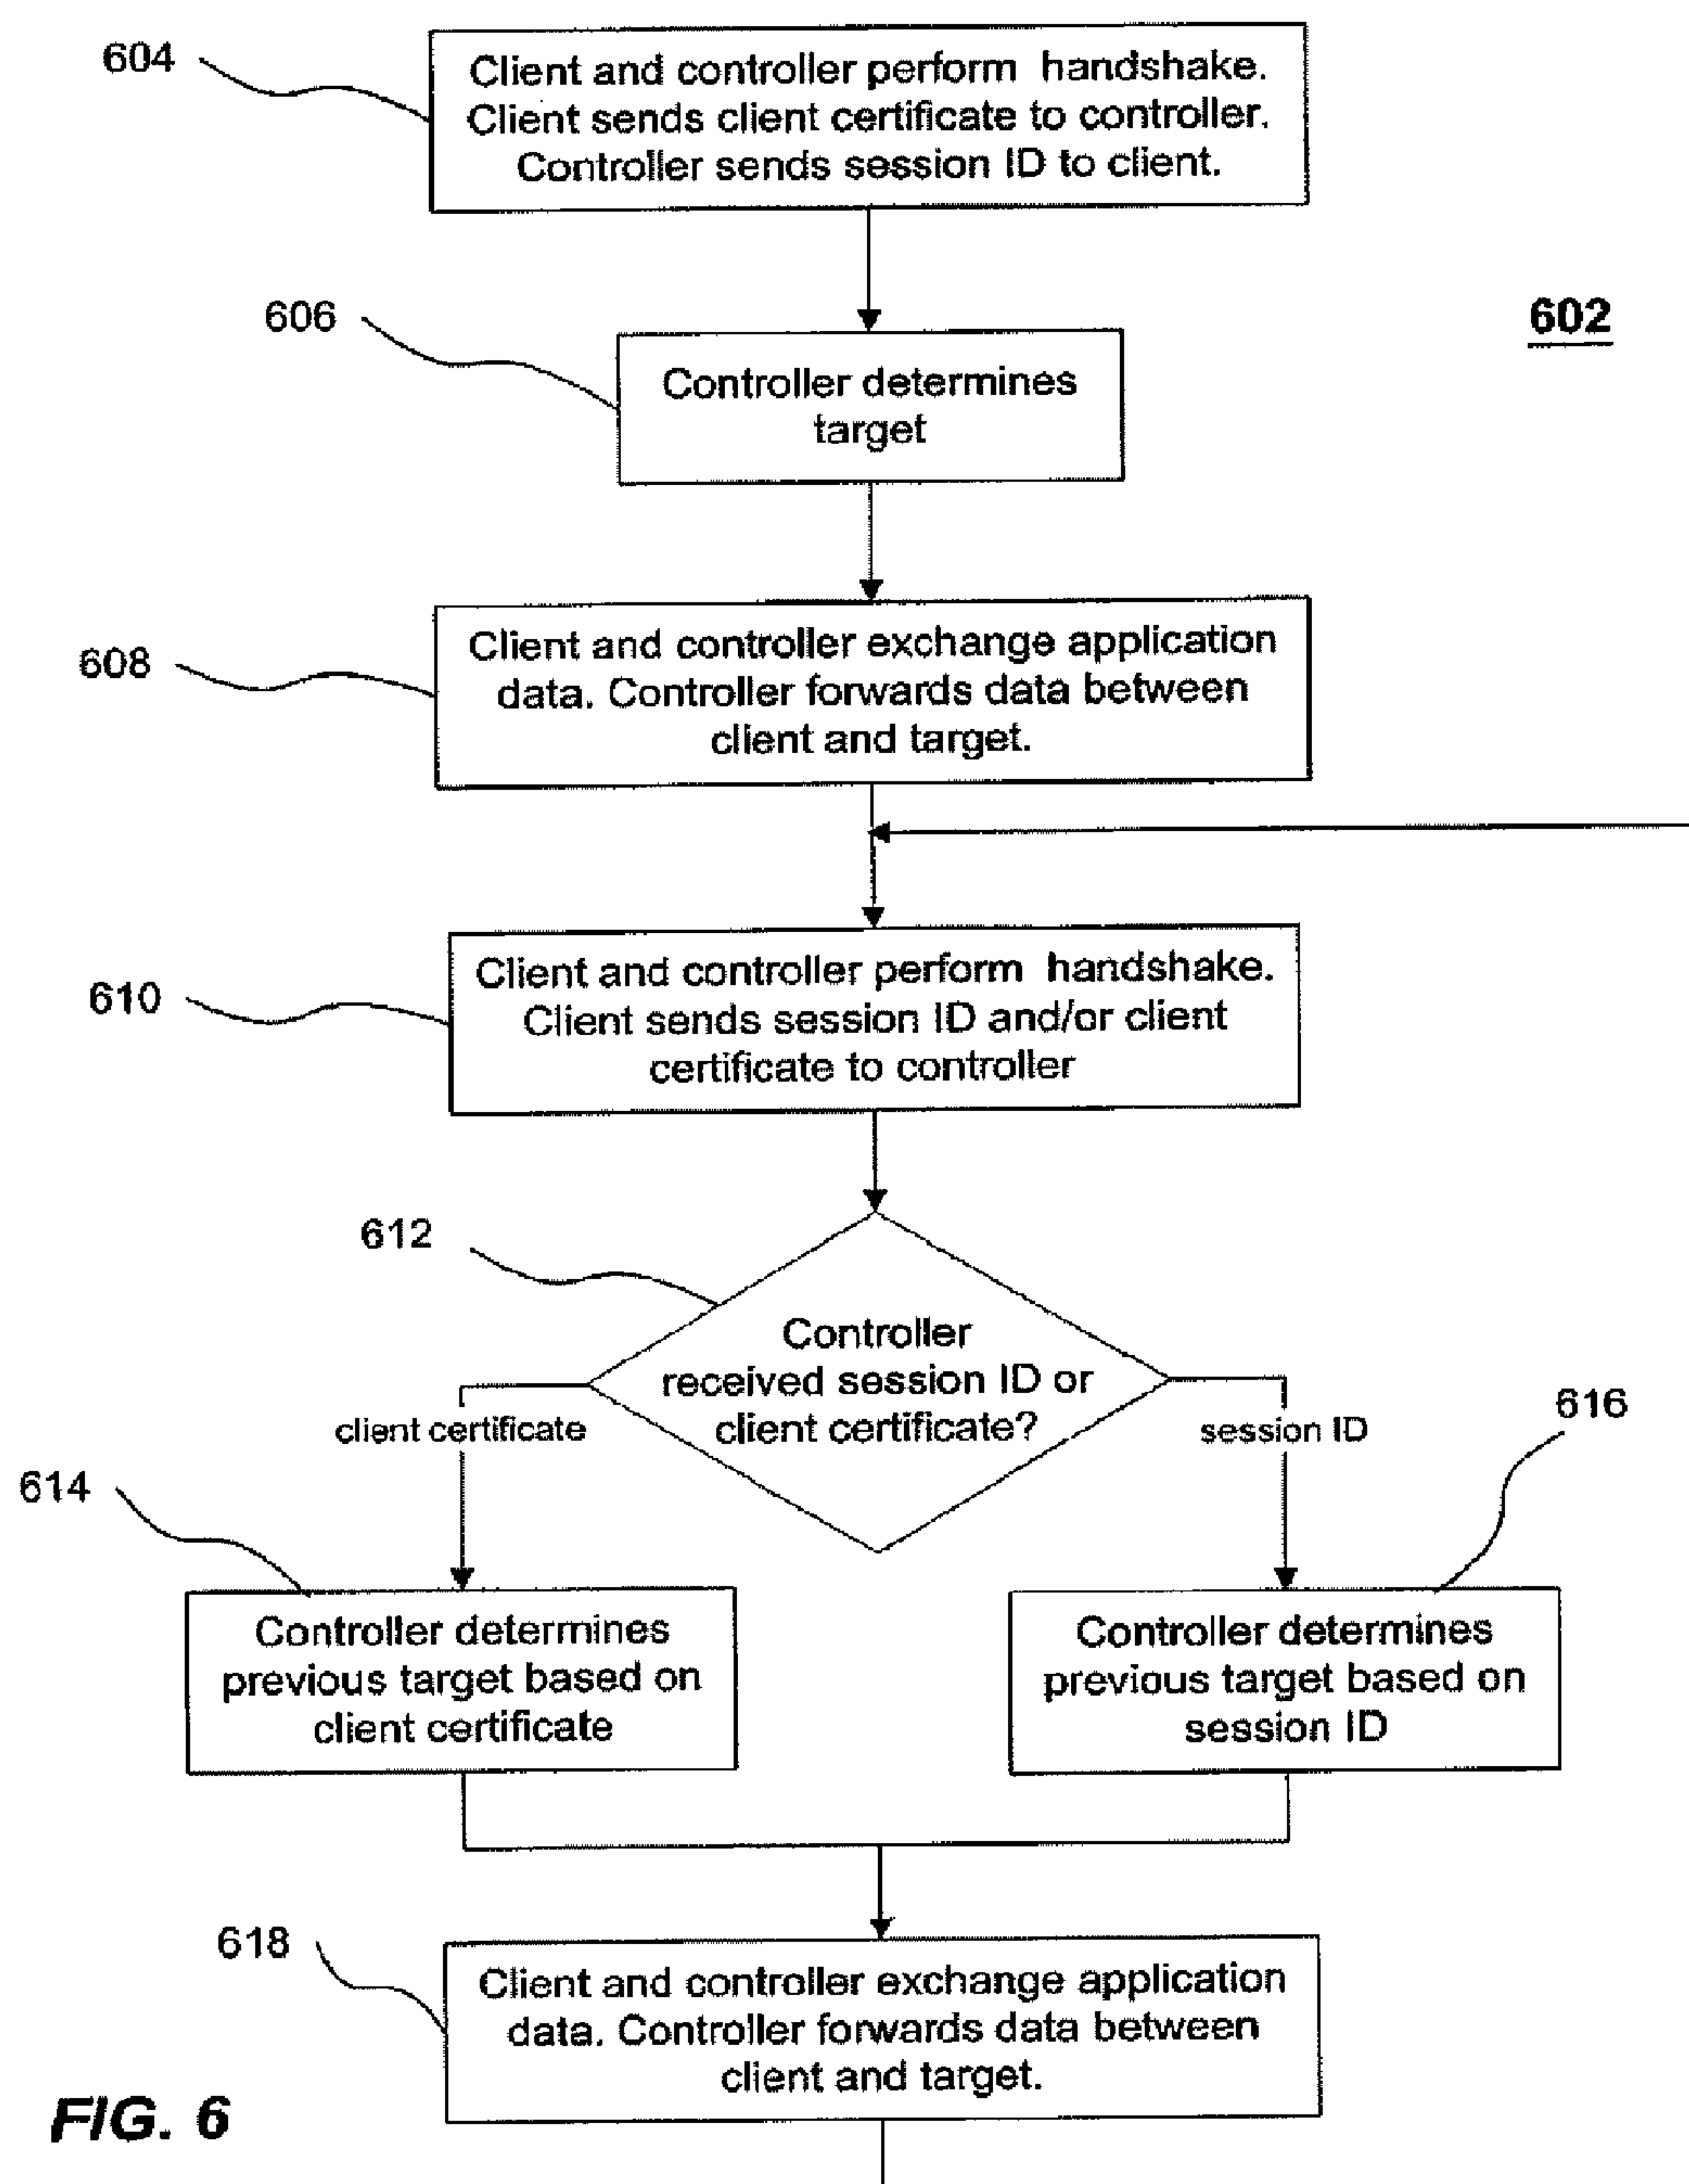 604
Client and controller perform handshake.
Client sends client certificate to controller.
Controller sends session ID to client.
606
602
Controller determines
target
608
Client and controller exchange application
data. Controller forwards data between
client and target.
610
Client and controller perform handshake.
Client sends session ID and/or client
certificate to controller
612
Controller
received session ID or
client certificate?
client certificate
session ID
616
614
Controller determines
previous target based on
client certificate
Controller determines
previous target based on
session ID
618
Client and controller exchange application
data. Controller forwards data between
client and target.
FIG. 6